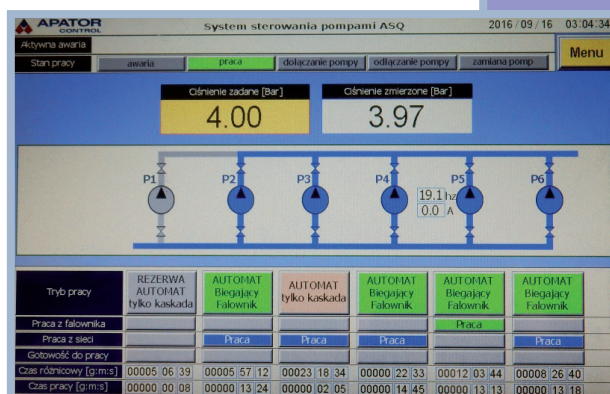 APATOR CONTROL System sterowania pompami ASQ 2016/09/16 03:04:34
Aktywna awaria
Stan pracy awaria praca dołączanie pompy odłączanie pompy zamiana pomp Menu
Ciśnienie zadane [Bar] Ciśnienie zmierzone [Bar]
4.00 3.97
P1 P2 P3 P4 P5 P6
19.1 hz
0.0 A
Tryb pracy REZERWA AUTOMAT tylko kaskada AUTOMAT Biegający Falownik AUTOMAT tylko kaskada AUTOMAT Biegający Falownik AUTOMAT Biegający Falownik AUTOMAT Biegający Falownik
Praca z falownika Praca
Praca z sieci Praca Praca Praca Praca
Gotowość do pracy
Czas różnicowy [g:m:s] 00005 06 39 00005 57 12 00023 18 34 00000 22 33 00012 03 44 00008 26 40
Czas pracy [g:m:s] 00000 00 08 00000 13 24 00000 02 05 00000 14 45 00000 13 13 00000 13 18